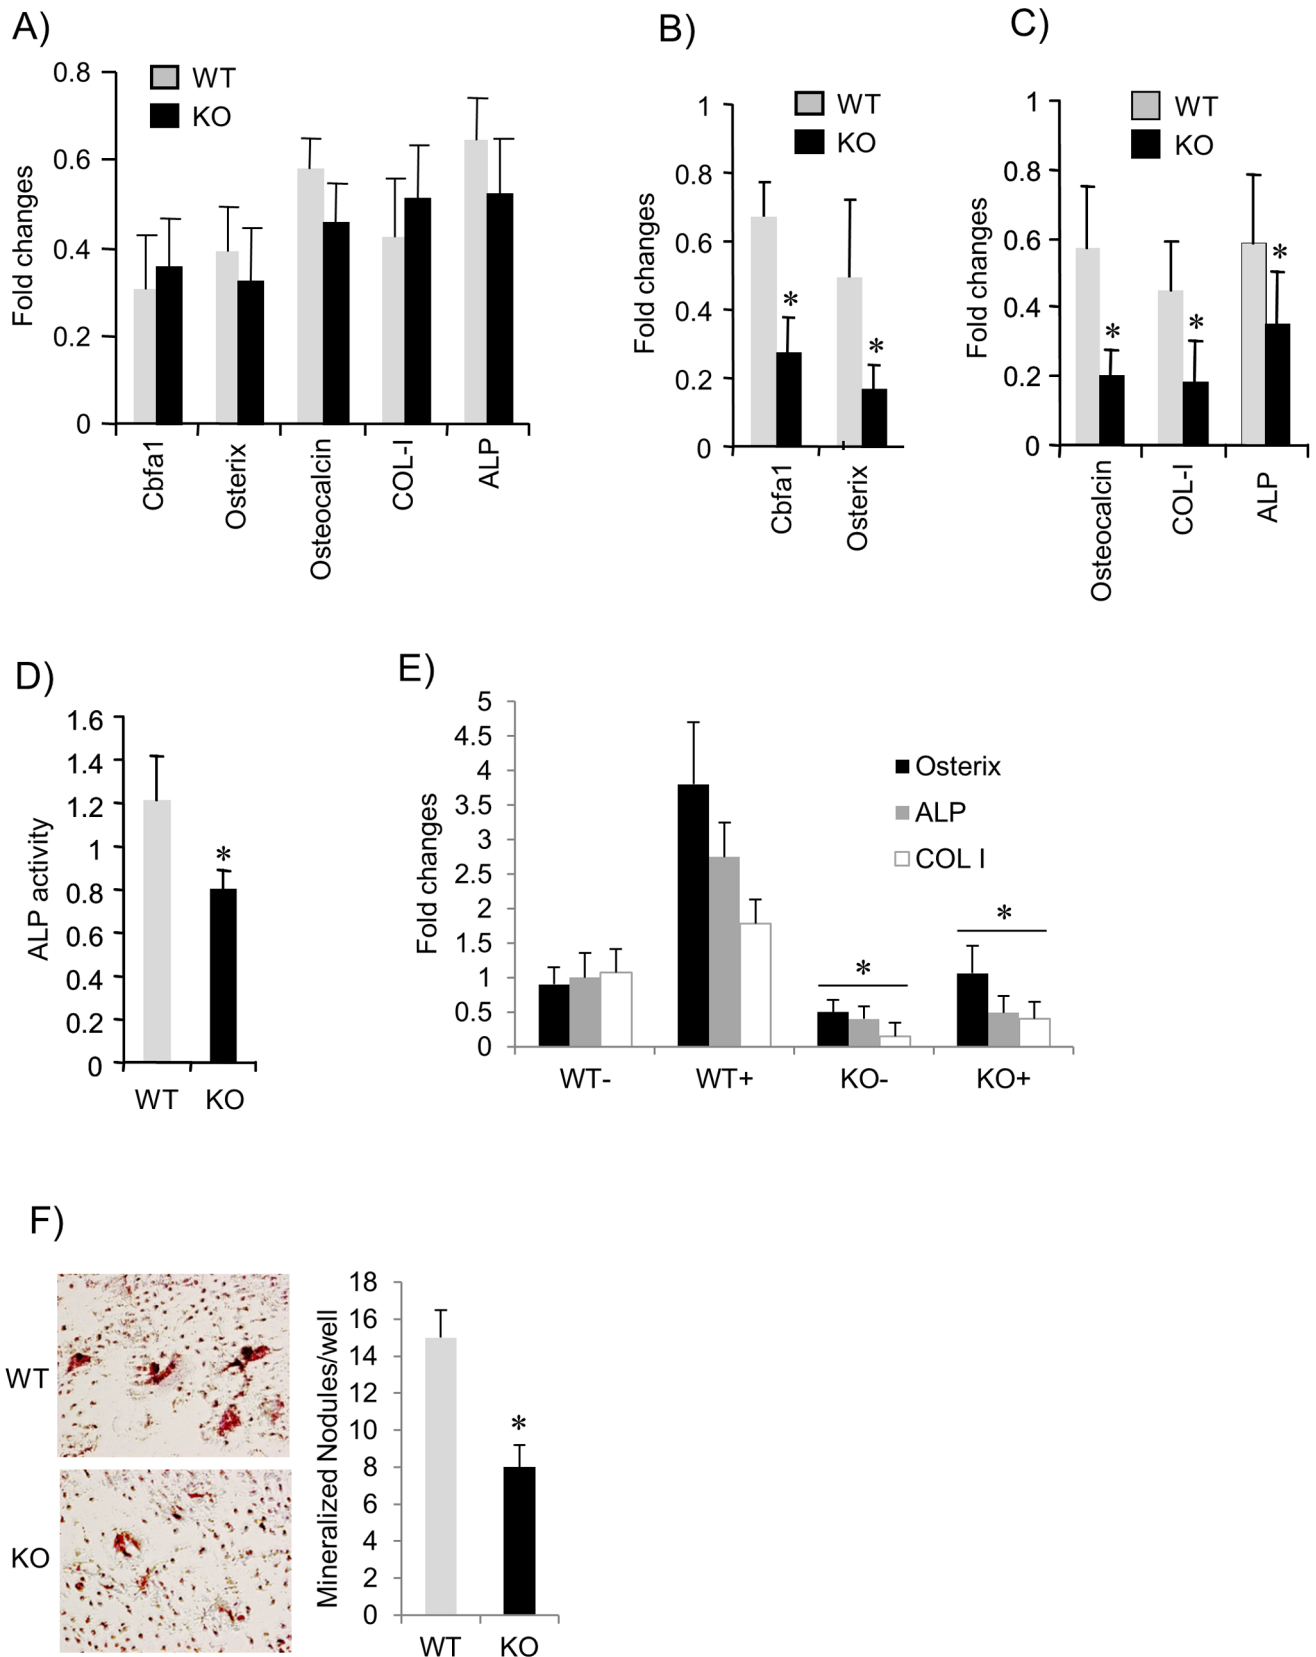 A)
0.8
0.6
0.4
0.2
0
Fold changes
WT
KO
Cbfa1
Osterix
Osteocalcin
COL-I
ALP
B)
1
0.8
0.6
0.4
0.2
0
Fold changes
WT
KO
*
*
Cbfa1
Osterix
C)
1
0.8
0.6
0.4
0.2
0
Fold changes
WT
KO
*
*
*
Osteocalcin
COL-I
ALP
D)
1.6
1.4
1.2
1
0.8
0.6
0.4
0.2
0
ALP activity
*
WT KO
E)
5
4.5
4
3.5
3
2.5
2
1.5
1
0.5
0
Fold changes
Osterix
ALP
COL I
*
*
WT- WT+ KO- KO+
F)
WT
KO
18
16
14
12
10
8
6
4
2
0
Mineralized Nodules/well
*
WT KO